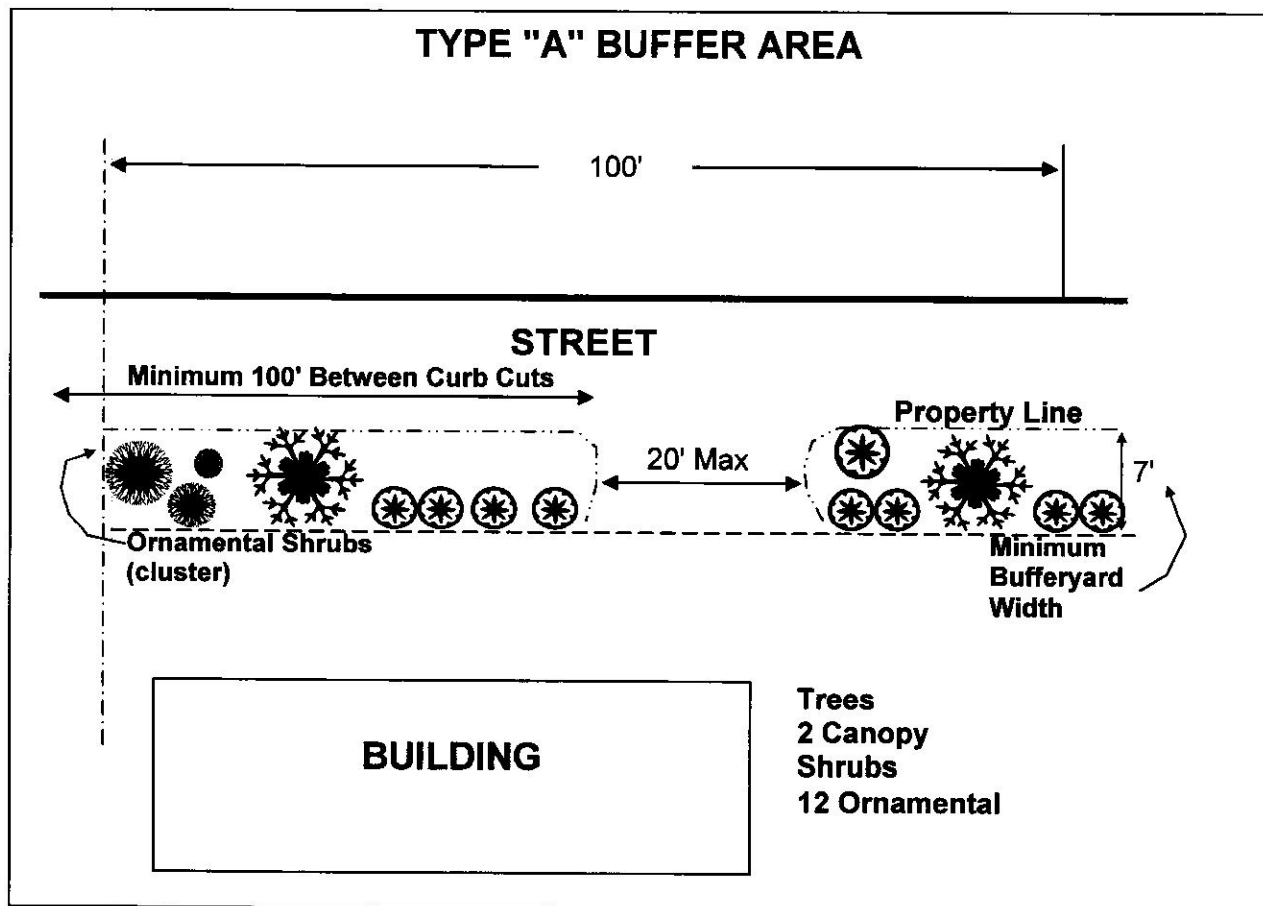 TYPE "A" BUFFER AREA
100'
STREET
Minimum 100' Between Curb Cuts
Property Line
20' Max
7'
Ornamental Shrubs
(cluster)
Minimum
Bufferyard
Width
BUILDING
Trees
2 Canopy
Shrubs
12 Ornamental